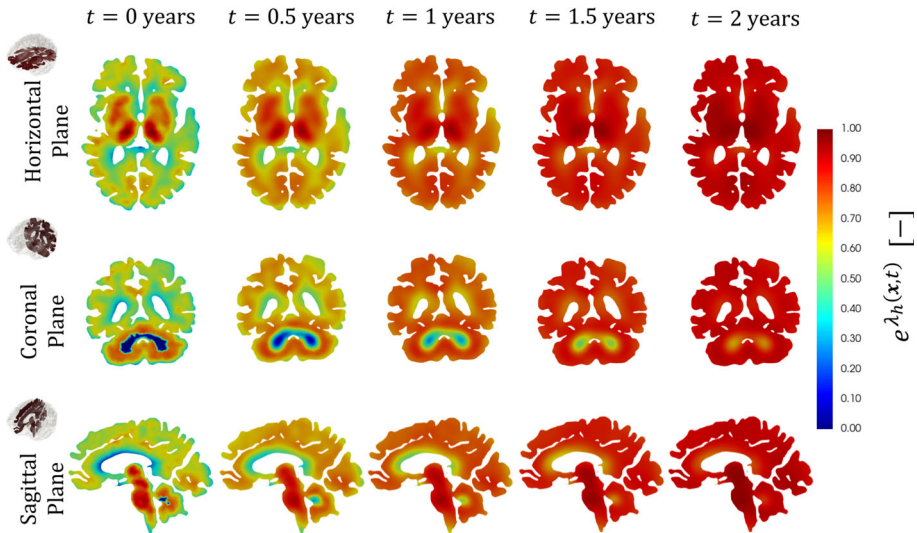 t = 0 years
t = 0.5 years
t = 1 years
t = 1.5 years
t = 2 years
Horizontal
Plane
Coronal
Plane
Sagittal
Plane
1.00
0.90
0.80
0.70
0.60
0.50
0.40
0.30
0.20
0.10
0.00
e^{λ_h(x,t)} [−]